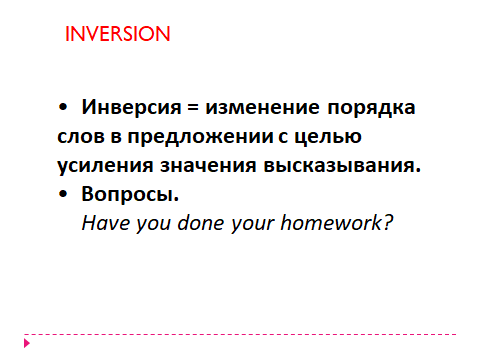 INVERSION
• Инверсия = изменение порядка
слов в предложении с целью
усиления значения высказывания.
• Вопросы.
Have you done your homework?